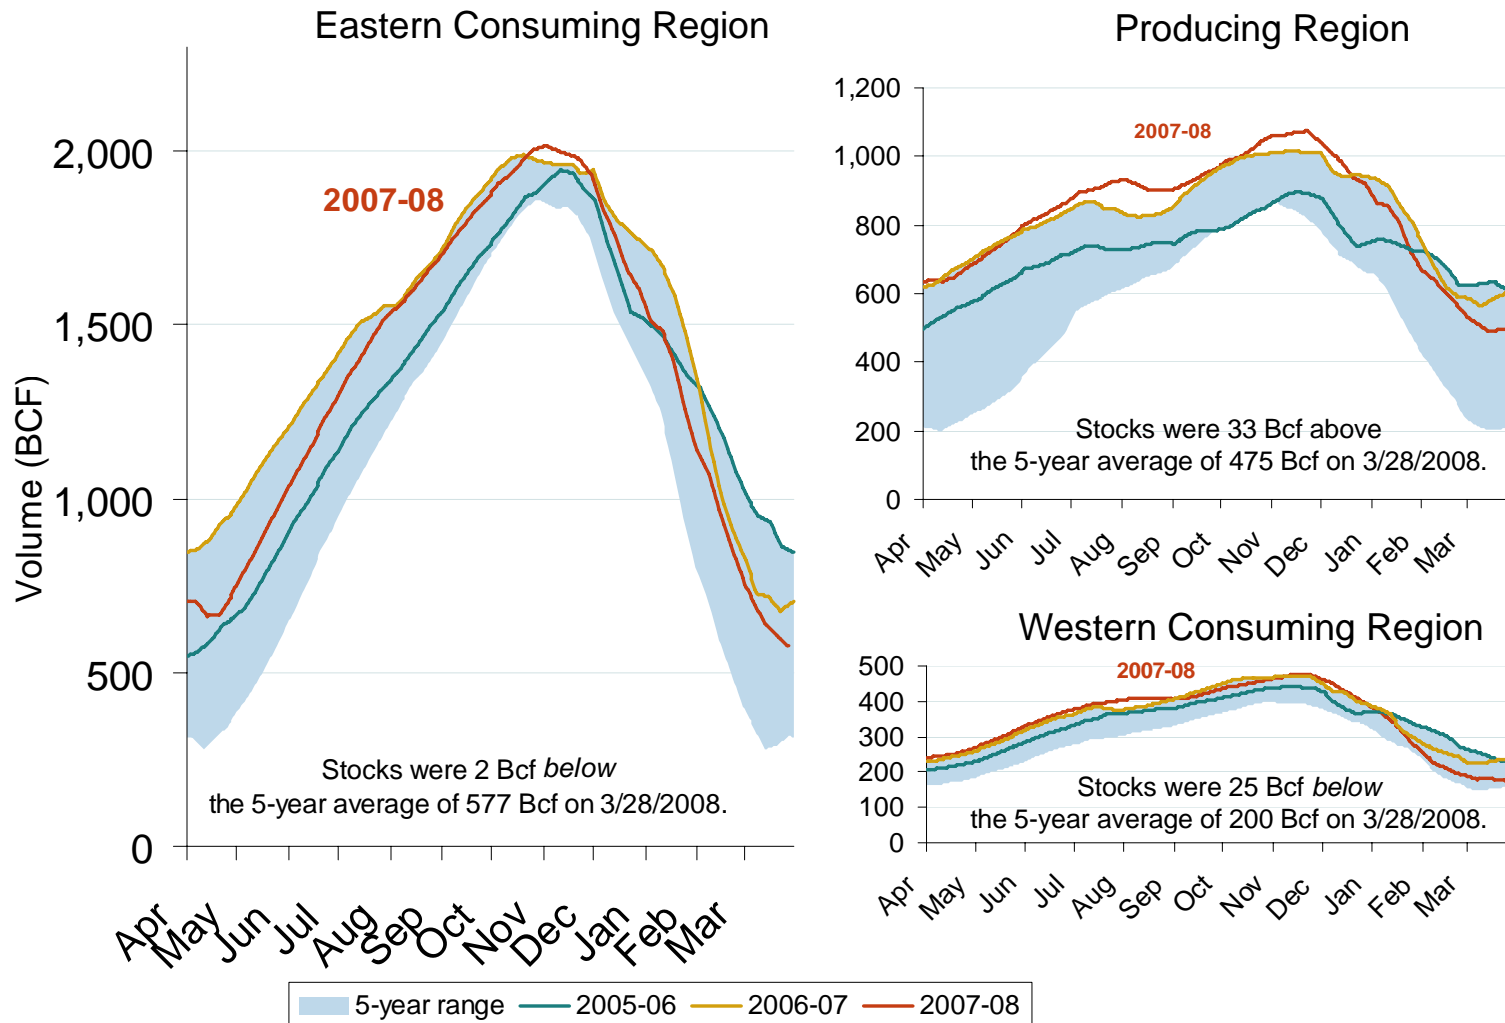 Eastern Consuming Region
Volume (BCF)
2,000
1,500
1,000
500
0
2007-08
Stocks were 2 Bcf below
the 5-year average of 577 Bcf on 3/28/2008.
Apr May Jun Jul Aug Sep Oct Nov Dec Jan Feb Mar
Producing Region
1,200
1,000
800
600
400
200
0
2007-08
Stocks were 33 Bcf above
the 5-year average of 475 Bcf on 3/28/2008.
Apr May Jun Jul Aug Sep Oct Nov Dec Jan Feb Mar
Western Consuming Region
500
400
300
200
100
0
2007-08
Stocks were 25 Bcf below
the 5-year average of 200 Bcf on 3/28/2008.
Apr May Jun Jul Aug Sep Oct Nov Dec Jan Feb Mar
5-year range 2005-06 2006-07 2007-08